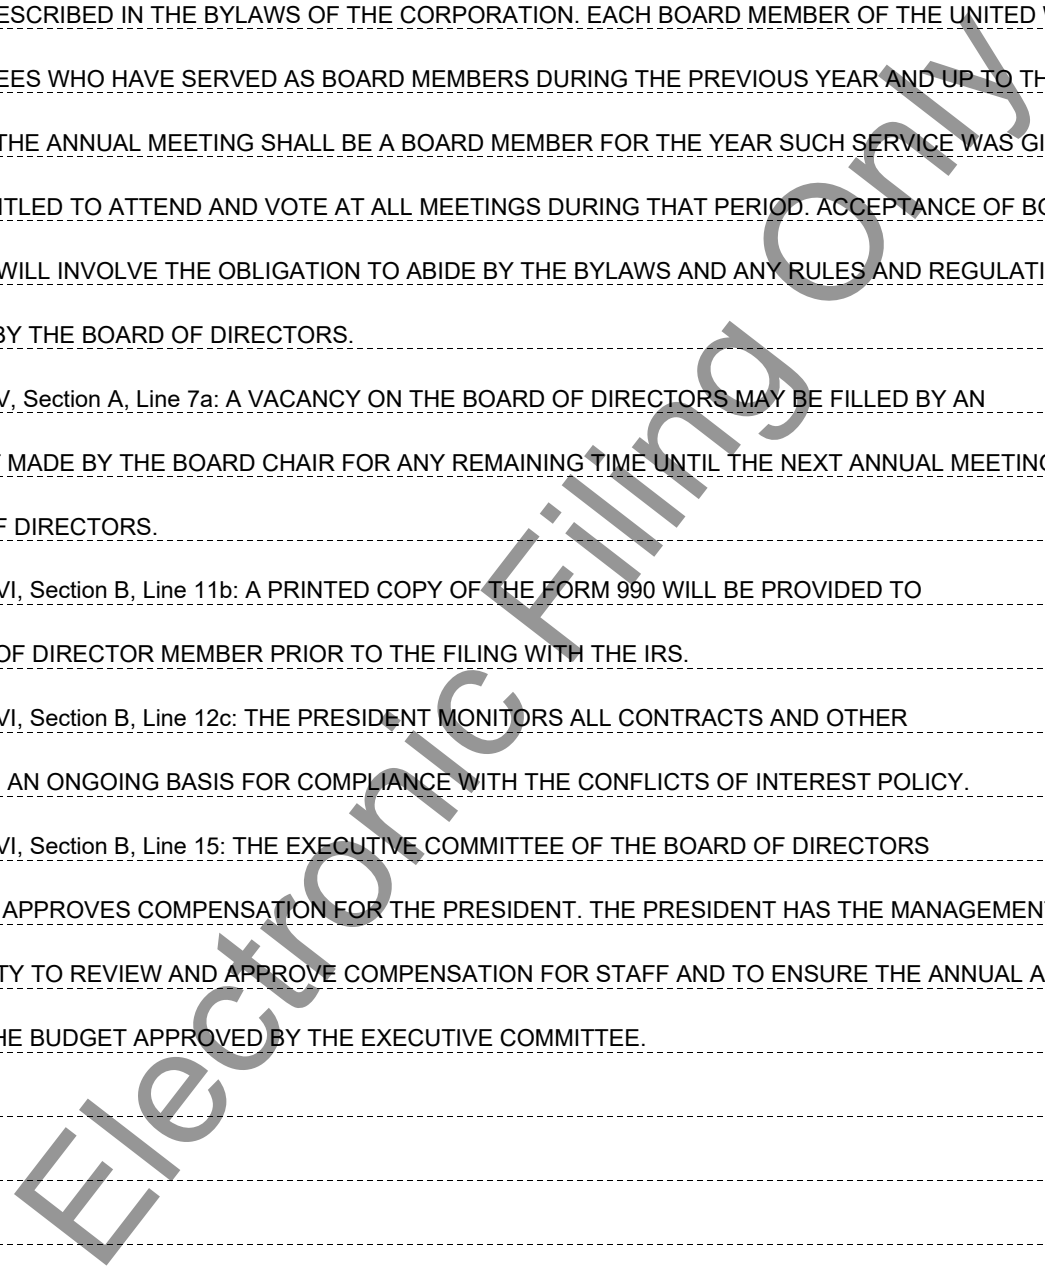 ESCRIBED IN THE BYLAWS OF THE CORPORATION. EACH BOARD MEMBER OF THE UNITED
EES WHO HAVE SERVED AS BOARD MEMBERS DURING THE PREVIOUS YEAR AND UP TO TH
THE ANNUAL MEETING SHALL BE A BOARD MEMBER FOR THE YEAR SUCH SERVICE WAS GI
ITLED TO ATTEND AND VOTE AT ALL MEETINGS DURING THAT PERIOD. ACCEPTANCE OF BO
WILL INVOLVE THE OBLIGATION TO ABIDE BY THE BYLAWS AND ANY RULES AND REGULATI
BY THE BOARD OF DIRECTORS.
V, Section A, Line 7a: A VACANCY ON THE BOARD OF DIRECTORS MAY BE FILLED BY AN
MADE BY THE BOARD CHAIR FOR ANY REMAINING TIME UNTIL THE NEXT ANNUAL MEETING
F DIRECTORS.
VI, Section B, Line 11b: A PRINTED COPY OF THE FORM 990 WILL BE PROVIDED TO
OF DIRECTOR MEMBER PRIOR TO THE FILING WITH THE IRS.
VI, Section B, Line 12c: THE PRESIDENT MONITORS ALL CONTRACTS AND OTHER
AN ONGOING BASIS FOR COMPLIANCE WITH THE CONFLICTS OF INTEREST POLICY.
VI, Section B, Line 15: THE EXECUTIVE COMMITTEE OF THE BOARD OF DIRECTORS
APPROVES COMPENSATION FOR THE PRESIDENT. THE PRESIDENT HAS THE MANAGEMENT
TY TO REVIEW AND APPROVE COMPENSATION FOR STAFF AND TO ENSURE THE ANNUAL A
HE BUDGET APPROVED BY THE EXECUTIVE COMMITTEE.
Electronic Filing Only